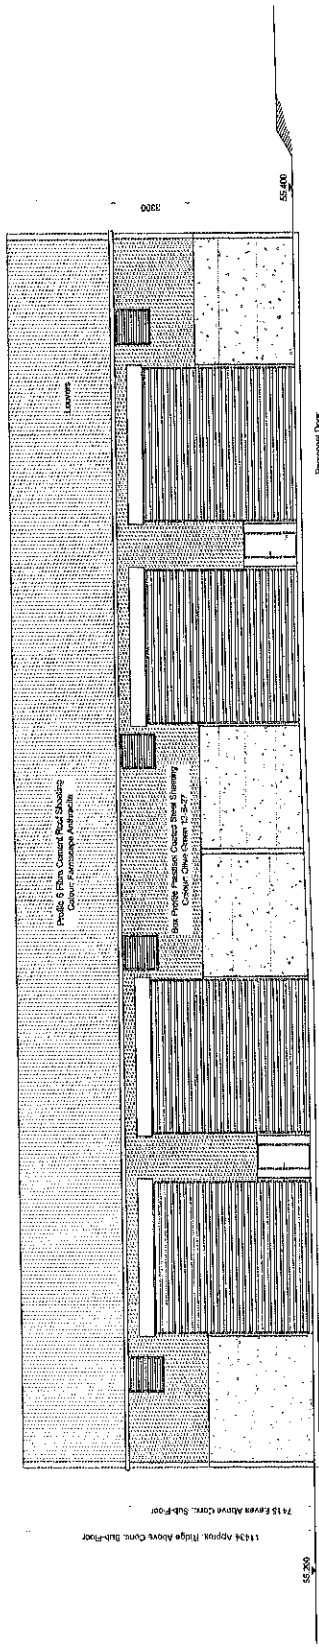 55.400
3300
Louvers
Personnel Door
Profile 6 Fibre Cement Roof Sheeting
Colour: Farmscape Anthracite
Box Profile Plastisol Coated Steel Sheeting
Colour: Olive Green 12-B-27
7415 Eaves Above Conc. Sub-Floor
11434 Approx. Ridge Above Conc. Sub-Floor
55.200